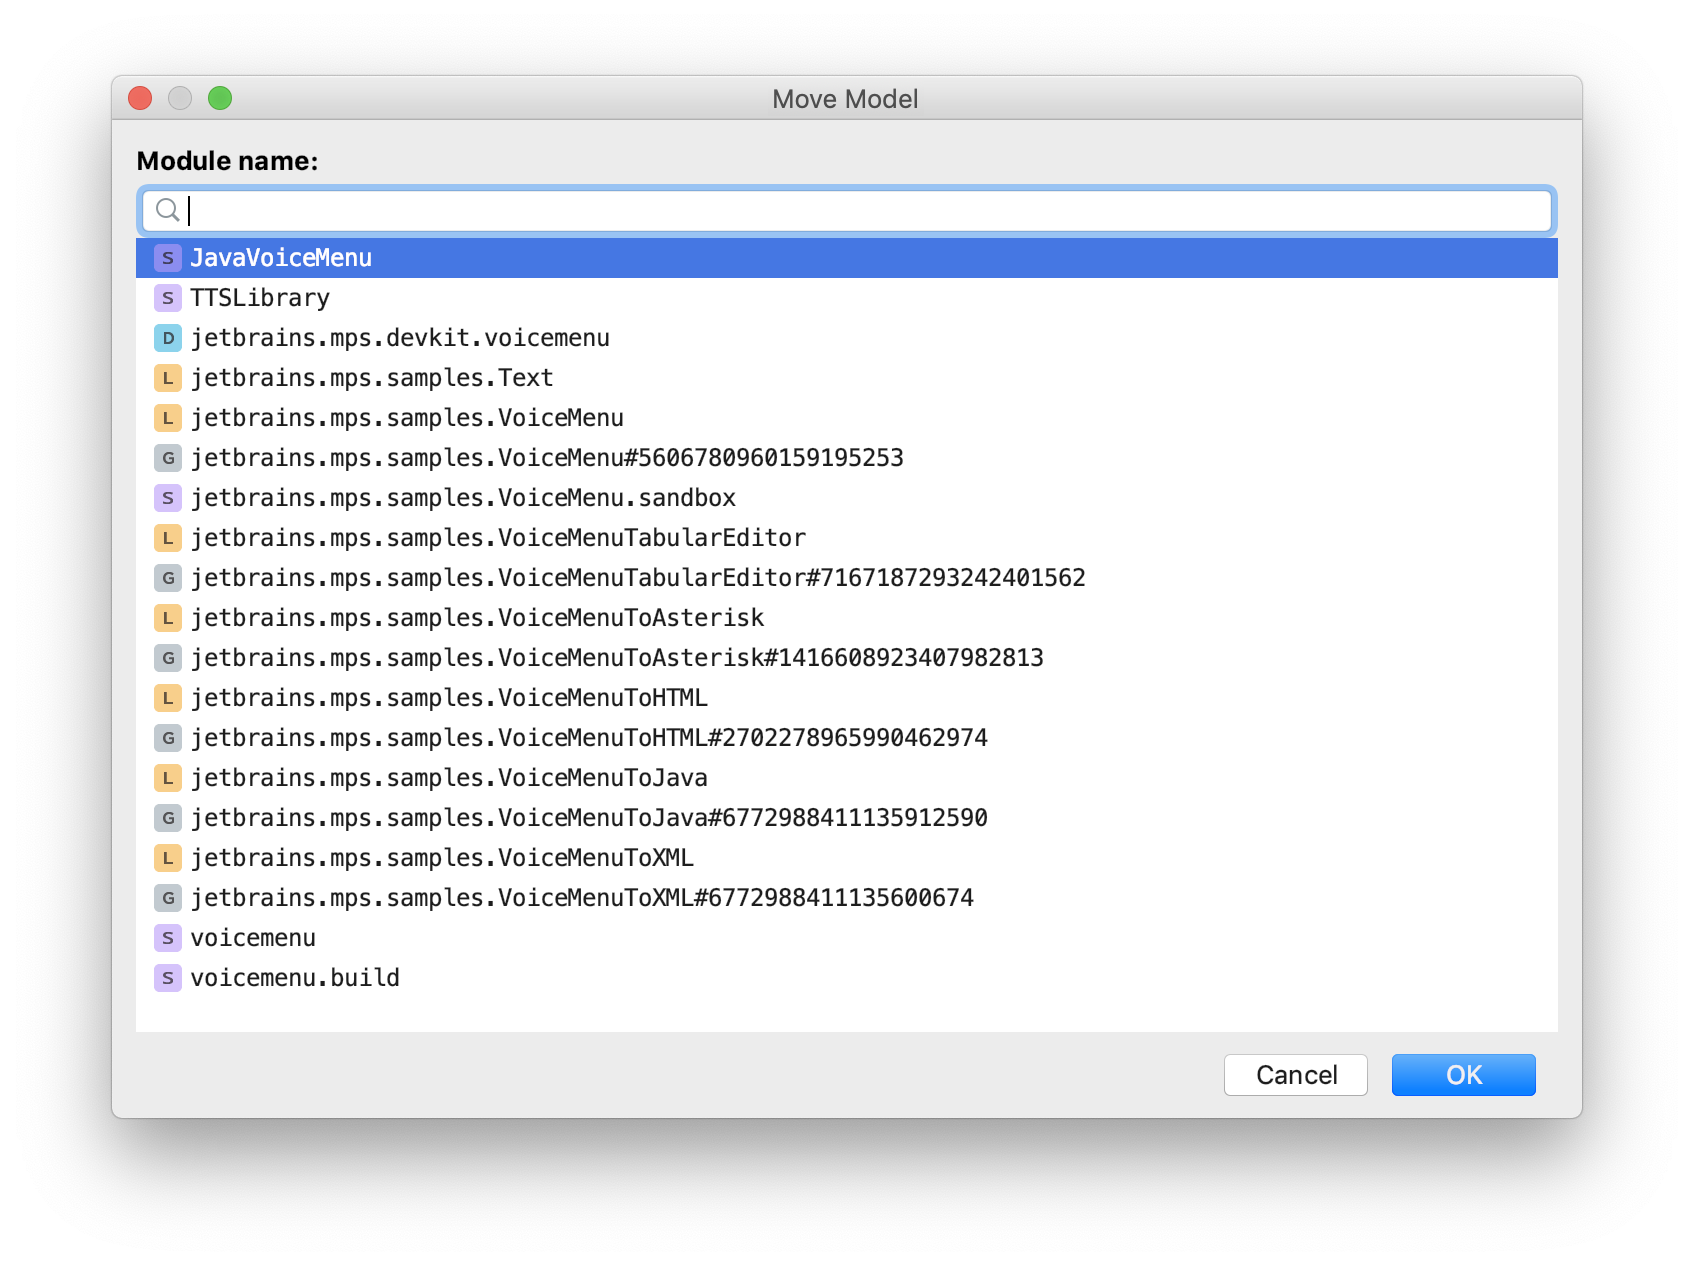 Move Model
Module name:
S JavaVoiceMenu
S TTSLibrary
D jetbrains.mps.devkit.voicemenu
L jetbrains.mps.samples.Text
L jetbrains.mps.samples.VoiceMenu
G jetbrains.mps.samples.VoiceMenu#5606780960159195253
S jetbrains.mps.samples.VoiceMenu.sandbox
L jetbrains.mps.samples.VoiceMenuTabularEditor
G jetbrains.mps.samples.VoiceMenuTabularEditor#7167187293242401562
L jetbrains.mps.samples.VoiceMenuToAsterisk
G jetbrains.mps.samples.VoiceMenuToAsterisk#1416608923407982813
L jetbrains.mps.samples.VoiceMenuToHTML
G jetbrains.mps.samples.VoiceMenuToHTML#2702278965990462974
L jetbrains.mps.samples.VoiceMenuToJava
G jetbrains.mps.samples.VoiceMenuToJava#6772988411135912590
L jetbrains.mps.samples.VoiceMenuToXML
G jetbrains.mps.samples.VoiceMenuToXML#6772988411135600674
S voicemenu
S voicemenu.build
Cancel OK